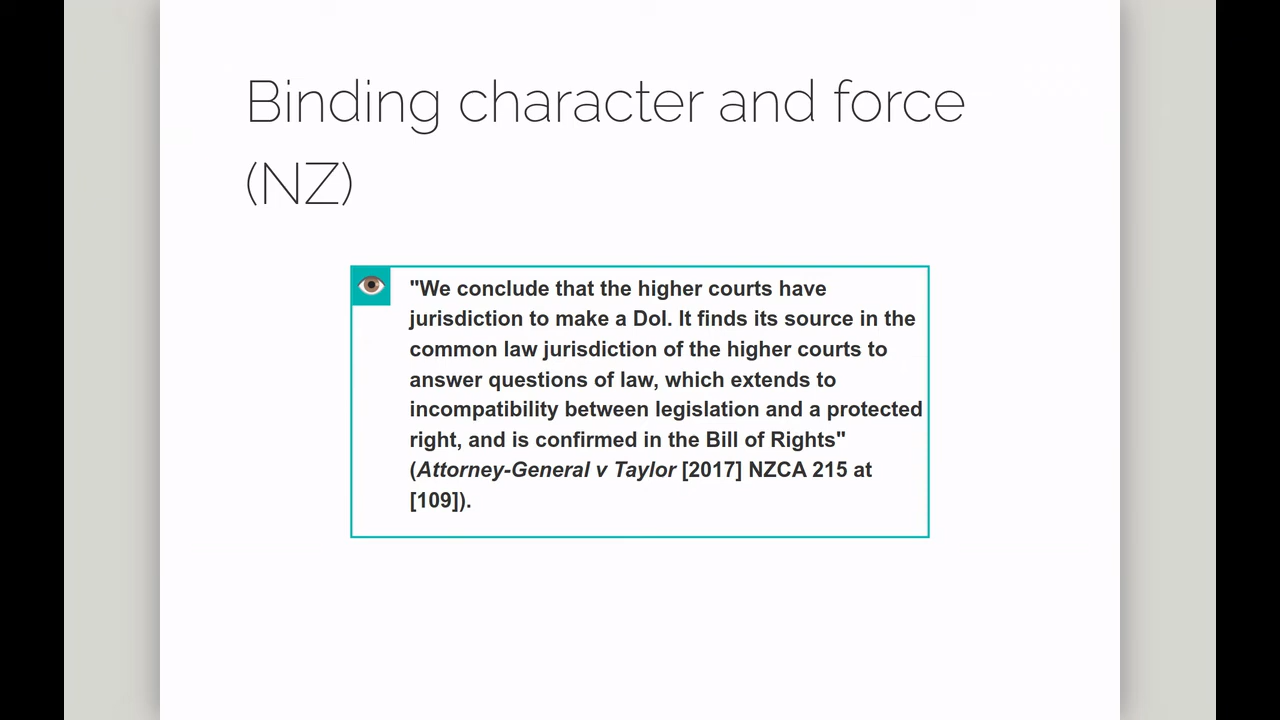 Binding character and force
(NZ)
"We conclude that the higher courts have
jurisdiction to make a DoI. It finds its source in the
common law jurisdiction of the higher courts to
answer questions of law, which extends to
incompatibility between legislation and a protected
right, and is confirmed in the Bill of Rights"
(Attorney-General v Taylor [2017] NZCA 215 at
[109]).